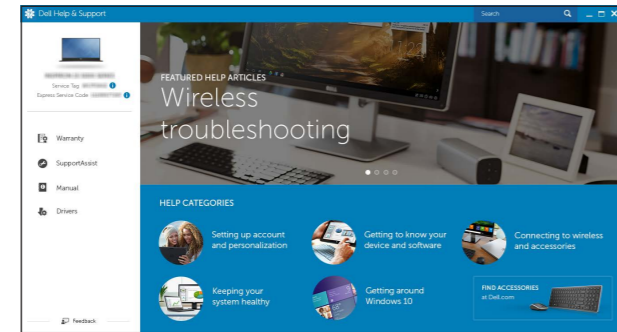 Dell Help & Support
Search
Service Tag:
Express Service Code:
Warranty
SupportAssist
Manual
Drivers
Feedback
FEATURED HELP ARTICLES
Wireless
troubleshooting
HELP CATEGORIES
Setting up account
and personalization
Getting to know your
device and software
Connecting to wireless
and accessories
Keeping your
system healthy
Getting around
Windows 10
FIND ACCESSORIES
at Dell.com